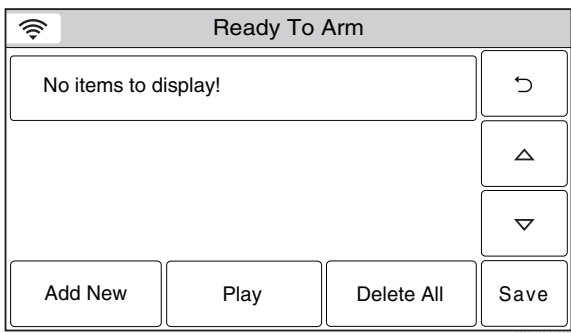 Ready To Arm
No items to display!
Add New
Play
Delete All
Save